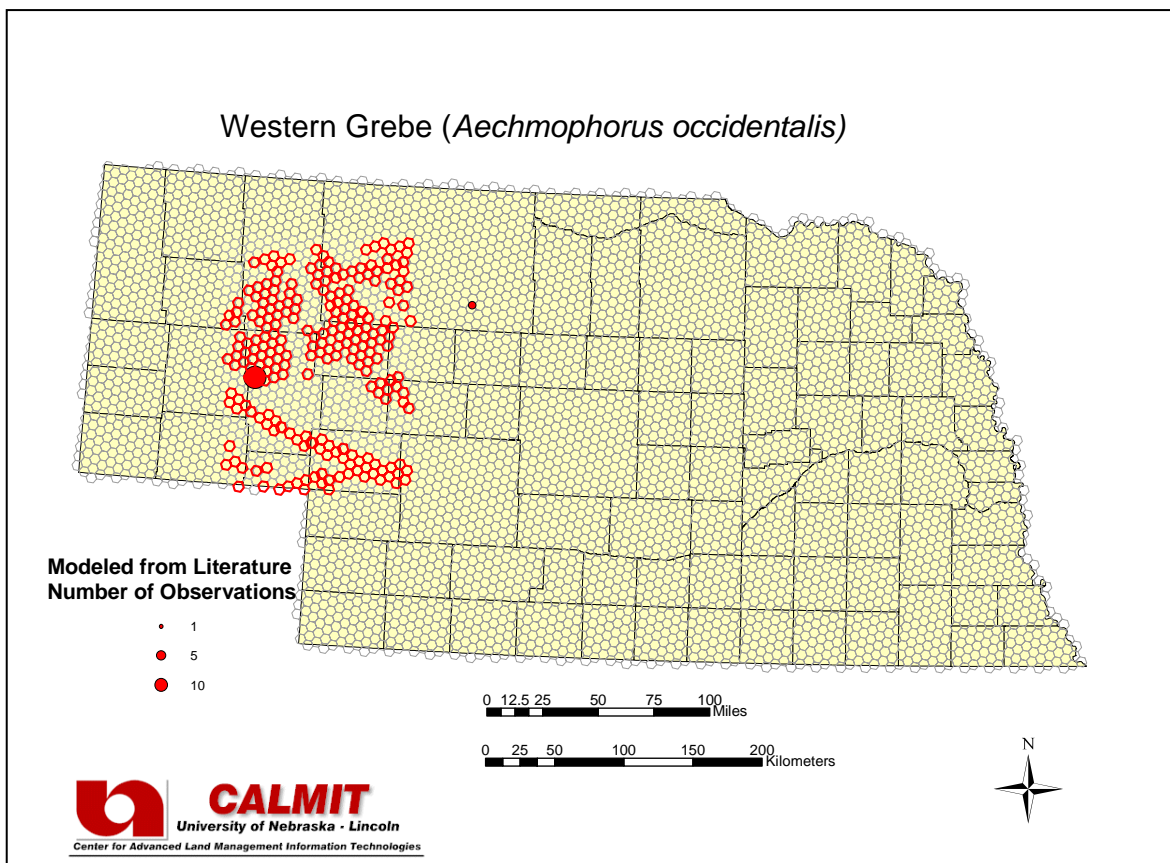 Western Grebe (Aechmophorus occidentalis)
Modeled from Literature
Number of Observations
1
5
10
0 12.5 25 50 75 100
Miles
0 25 50 100 150 200
Kilometers
N
CALMIT
University of Nebraska - Lincoln
Center for Advanced Land Management Information Technologies